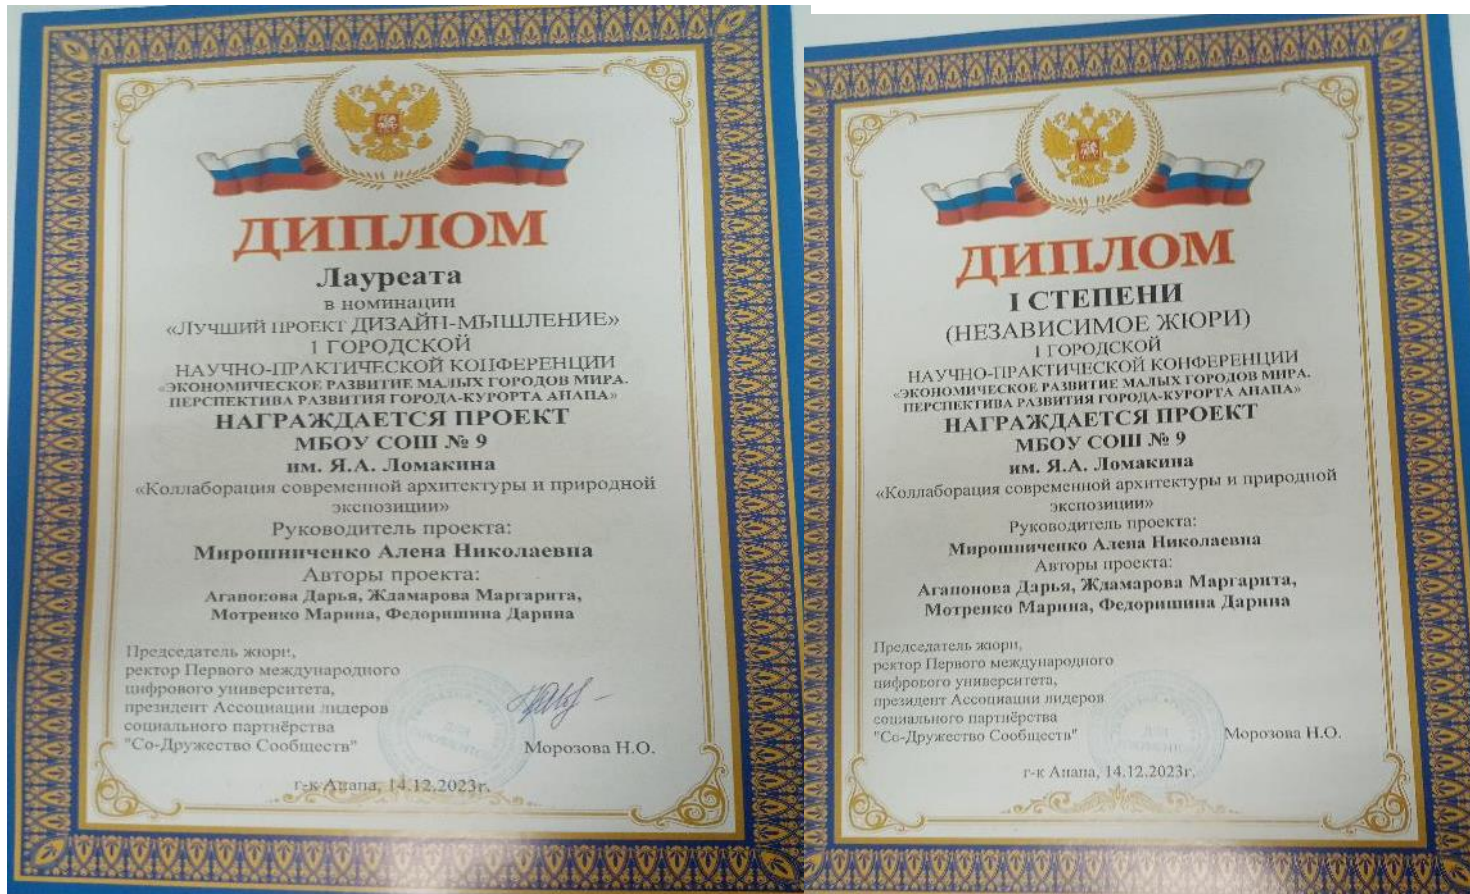 ДИПЛОМ
Лауреата
в номинации
«Лучший проект ДИЗАЙН-МЫШЛЕНИЕ»
I ГОРОДСКОЙ
НАУЧНО-ПРАКТИЧЕСКОЙ КОНФЕРЕНЦИИ
«ЭКОНОМИЧЕСКОЕ РАЗВИТИЕ МАЛЫХ ГОРОДОВ МИРА.
ПЕРСПЕКТИВА РАЗВИТИЯ ГОРОДА-КУРОРТА АНАПА»
НАГРАЖДАЕТСЯ ПРОЕКТ
МБОУ СОШ № 9
им. Я.А. Ломакина
«Коллаборация современной архитектуры и природной
экспозиции»
Руководитель проекта:
Мирошниченко Алена Николаевна
Авторы проекта:
Агапонова Дарья, Ждамарова Маргарита,
Мотренко Марина, Федоришина Дарина
Председатель жюри,
ректор Первого международного
цифрового университета,
президент Ассоциации лидеров
социального партнёрства
"Со-Дружество Сообществ"
Морозова Н.О.
г-к Анапа, 14.12.2023г.
ДИПЛОМ
I СТЕПЕНИ
(НЕЗАВИСИМОЕ ЖЮРИ)
I ГОРОДСКОЙ
НАУЧНО-ПРАКТИЧЕСКОЙ КОНФЕРЕНЦИИ
«ЭКОНОМИЧЕСКОЕ РАЗВИТИЕ МАЛЫХ ГОРОДОВ МИРА.
ПЕРСПЕКТИВА РАЗВИТИЯ ГОРОДА-КУРОРТА АНАПА»
НАГРАЖДАЕТСЯ ПРОЕКТ
МБОУ СОШ № 9
им. Я.А. Ломакина
«Коллаборация современной архитектуры и природной
экспозиции»
Руководитель проекта:
Мирошниченко Алена Николаевна
Авторы проекта:
Агапонова Дарья, Ждамарова Маргарита,
Мотренко Марина, Федоришина Дарина
Председатель жюри,
ректор Первого международного
цифрового университета,
президент Ассоциации лидеров
социального партнёрства
"Со-Дружество Сообществ"
Морозова Н.О.
г-к Анапа, 14.12.2023г.